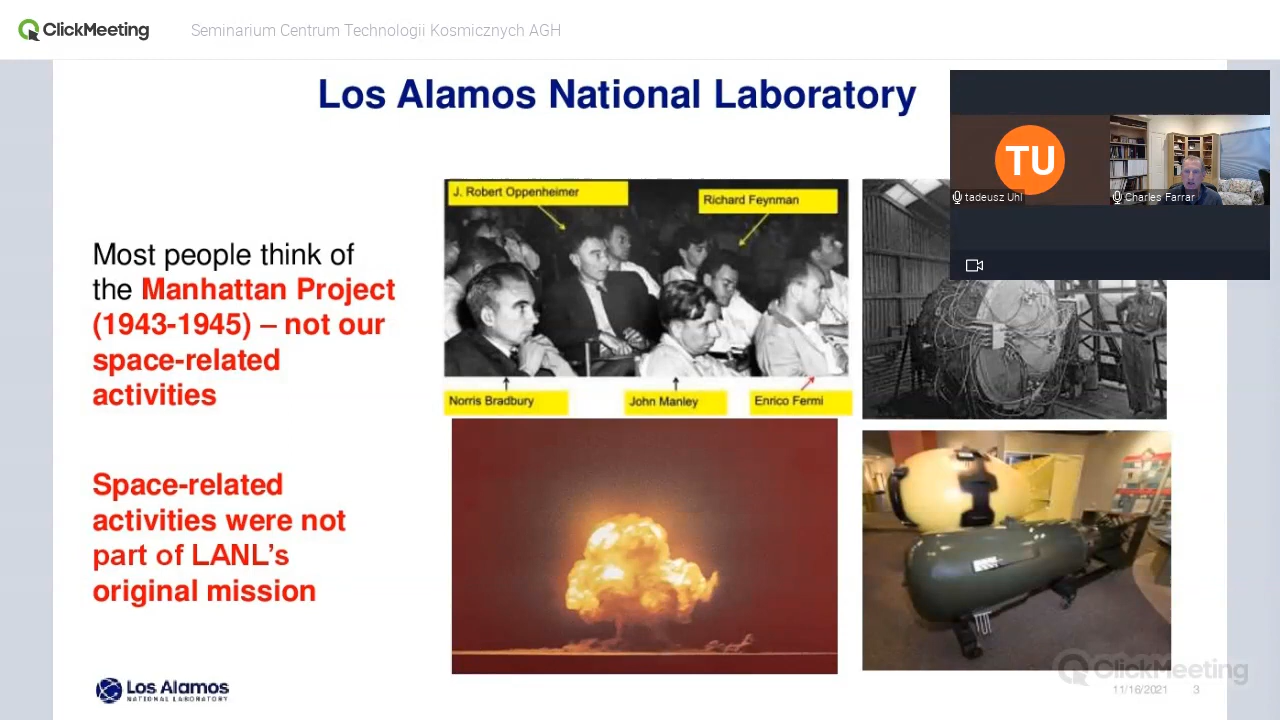 ClickMeeting
Seminarium Centrum Technologii Kosmicznych AGH
Los Alamos National Laboratory
TU
tadeusz Uhl
Charles Farrar
J. Robert Oppenheimer
Richard Feynman
Most people think of
the Manhattan Project
(1943-1945) – not our
space-related
activities
Norris Bradbury
John Manley
Enrico Fermi
Space-related
activities were not
part of LANL’s
original mission
Los Alamos
NATIONAL LABORATORY
ClickMeeting
11/16/2021
3